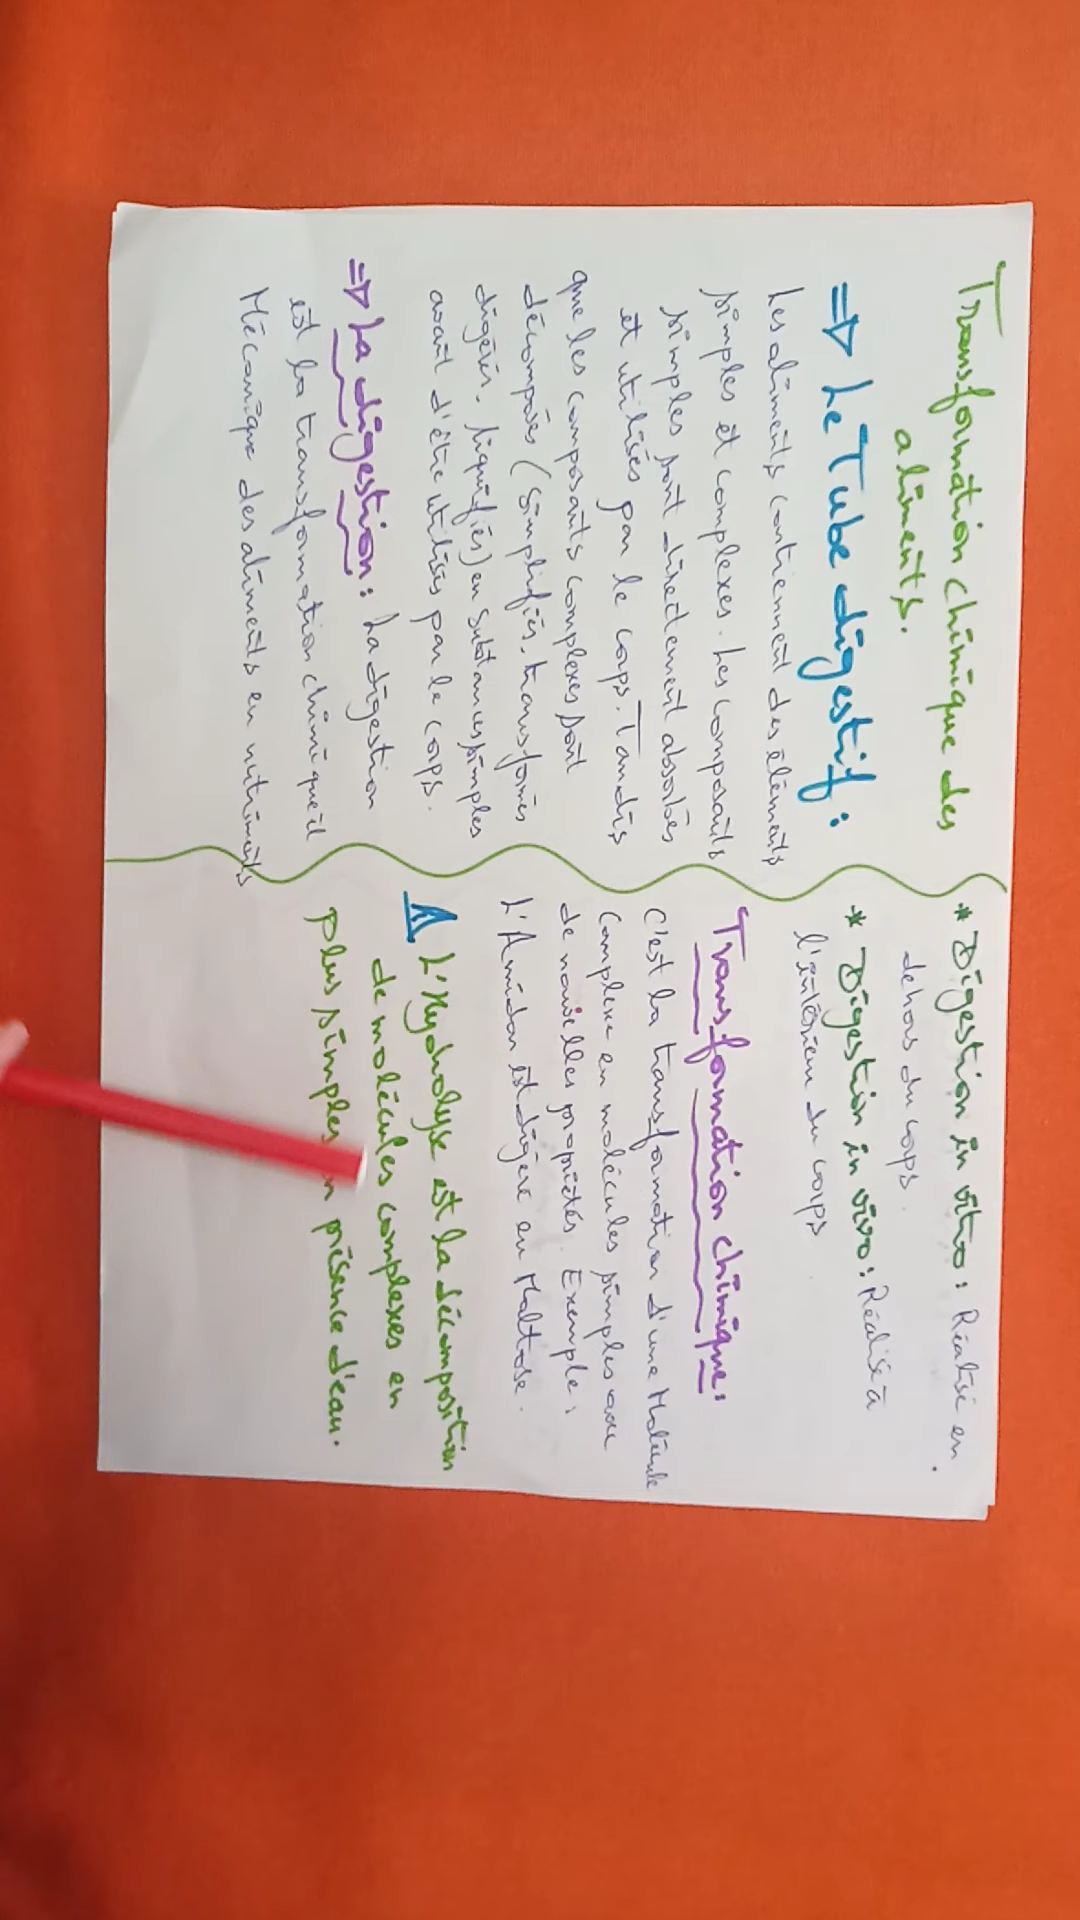 Transformation chimique des
aliments.
=> Le Tube digestif :
Les aliments contiennent des éléments
simples et complexes. Les composants
simples sont directement absorbés
et utilisés par le corps. Tandis
que les composants complexes sont
décomposés (simplifiés, transformés
digérés, liquifiés) en substances simples
avant d'être utilisés par le corps.
=> La digestion : La digestion
est la transformation chimique et
Mécanique des aliments en nutriments
* Digestion in vitro : Réalisé en
dehors du corps.
* Digestion in vivo : Réalisé à
l'intérieur du corps
Transformation chimique :
C'est la transformation d'une Molécule
Complexe en molécules simples avec
de nouvelles propriétés. Exemple :
L'Amidon est digéré en Maltose.
L'Hydrolyse est la décomposition
de molécules complexes en
plus simples en présence d'eau.